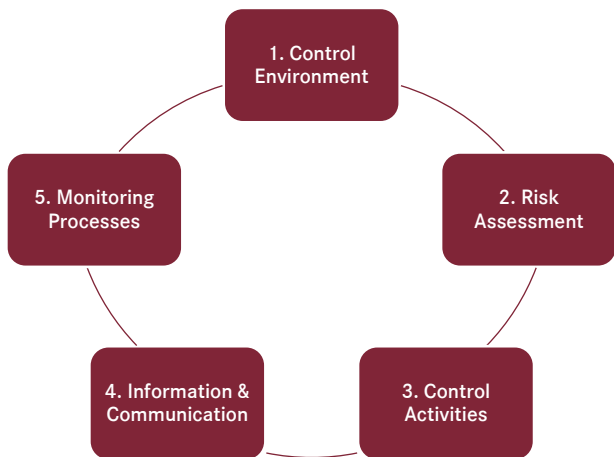 1. Control
Environment
2. Risk
Assessment
3. Control
Activities
4. Information &
Communication
5. Monitoring
Processes